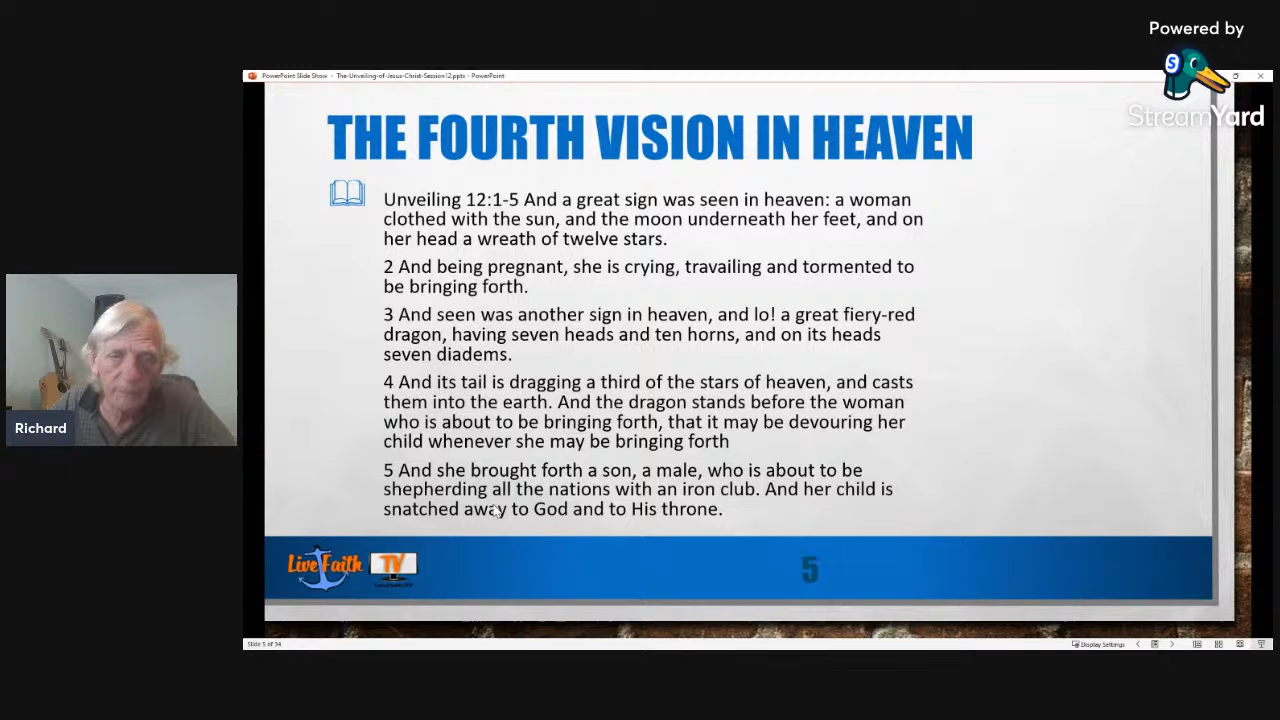 Powered by
StreamYard
PowerPoint Slide Show - The-Unveiling-of-Jesus-Christ-Session12.pptx - PowerPoint
THE FOURTH VISION IN HEAVEN
Unveiling 12:1-5 And a great sign was seen in heaven: a woman
clothed with the sun, and the moon underneath her feet, and on
her head a wreath of twelve stars.
2 And being pregnant, she is crying, travailing and tormented to
be bringing forth.
3 And seen was another sign in heaven, and lo! a great fiery-red
dragon, having seven heads and ten horns, and on its heads
seven diadems.
4 And its tail is dragging a third of the stars of heaven, and casts
them into the earth. And the dragon stands before the woman
who is about to be bringing forth, that it may be devouring her
child whenever she may be bringing forth
5 And she brought forth a son, a male, who is about to be
shepherding all the nations with an iron club. And her child is
snatched away to God and to His throne.
Richard
LiveFaith
TV
5
Slide 5 of 34
Display Settings